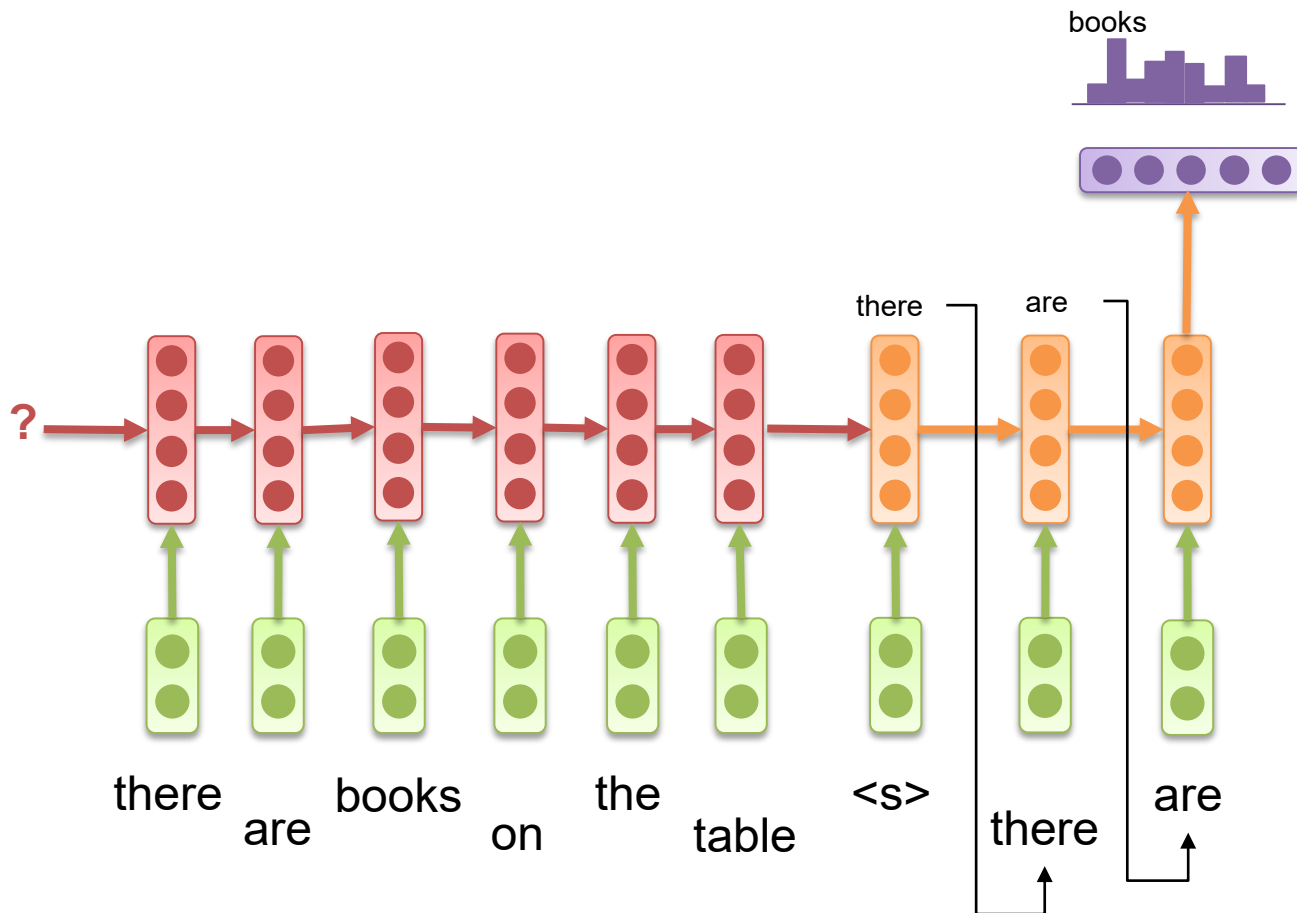 books
there are
?
there are books on the table <s> there are